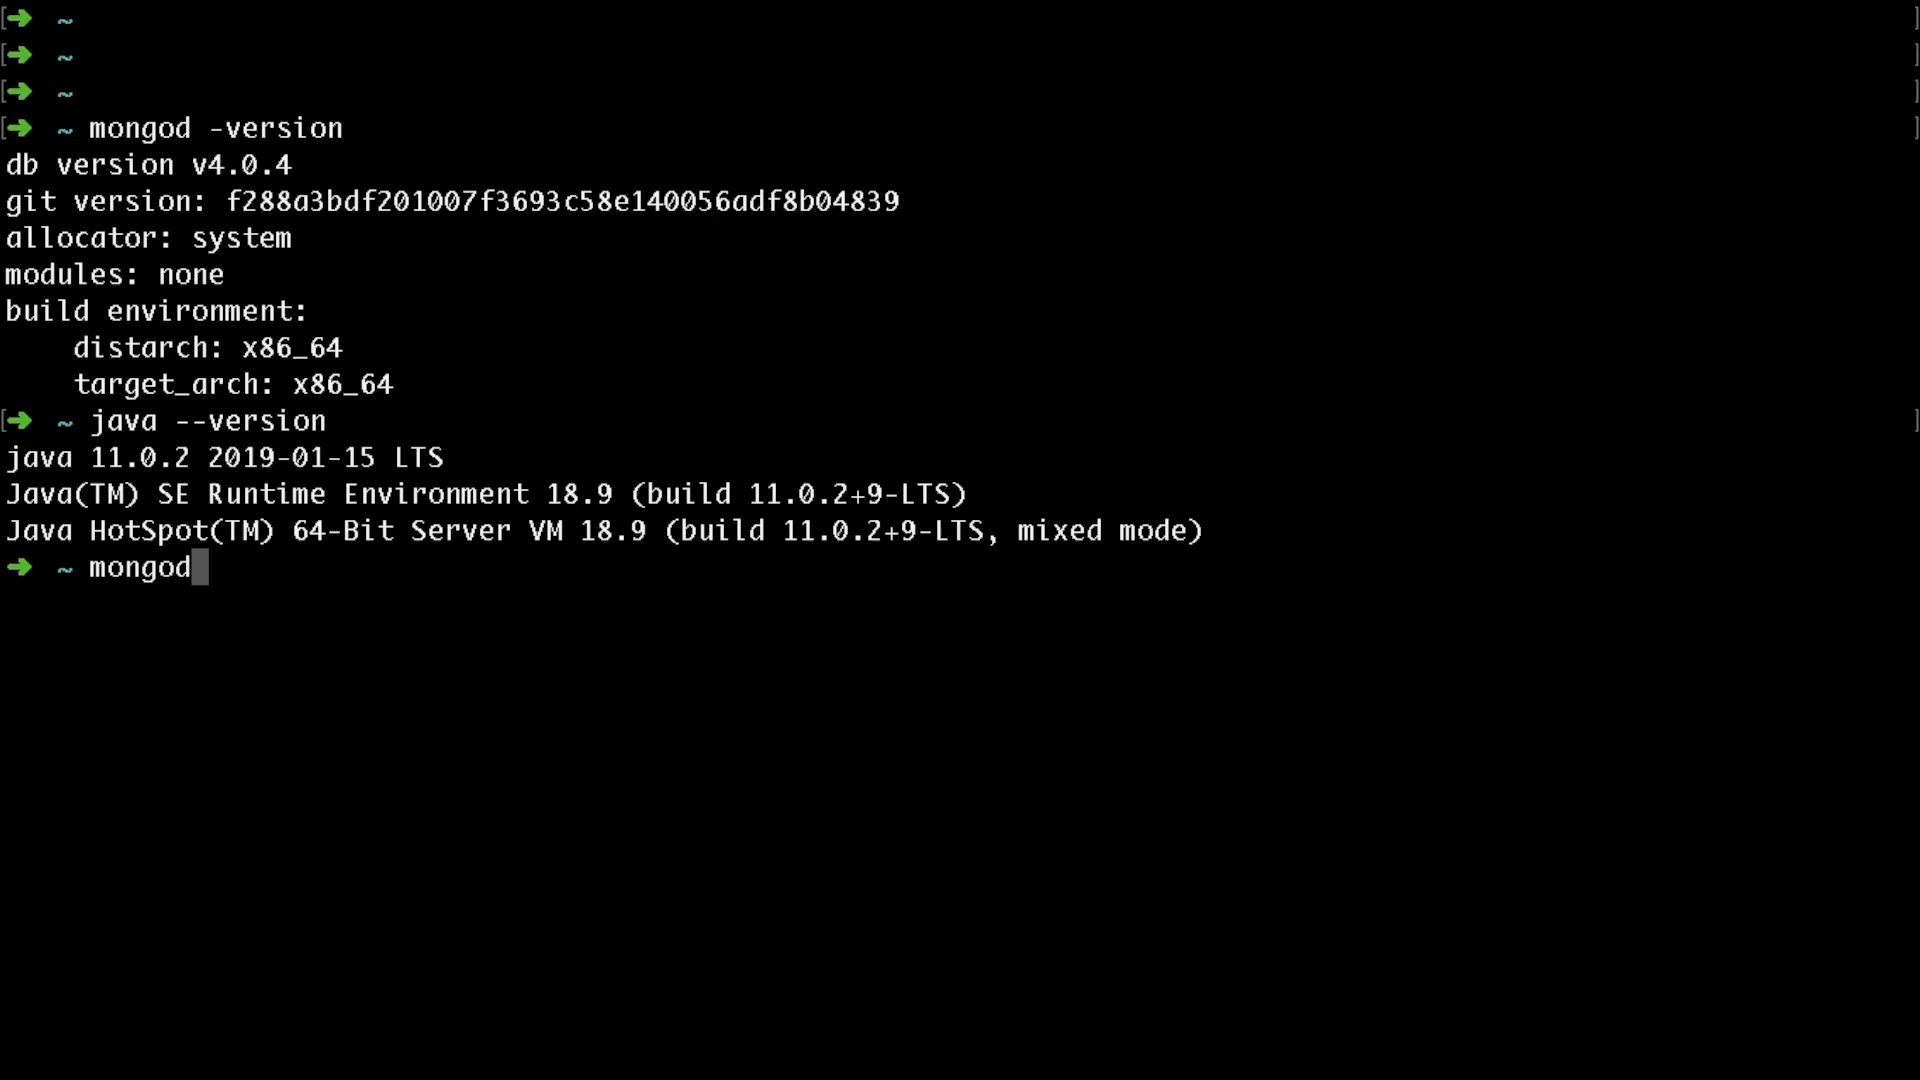 [➜ ~ ]
[➜ ~ ]
[➜ ~ ]
[➜ ~ mongod -version ]
db version v4.0.4
git version: f288a3bdf201007f3693c58e140056adf8b04839
allocator: system
modules: none
build environment:
    distarch: x86_64
    target_arch: x86_64
[➜ ~ java --version ]
java 11.0.2 2019-01-15 LTS
Java(TM) SE Runtime Environment 18.9 (build 11.0.2+9-LTS)
Java HotSpot(TM) 64-Bit Server VM 18.9 (build 11.0.2+9-LTS, mixed mode)
➜ ~ mongod